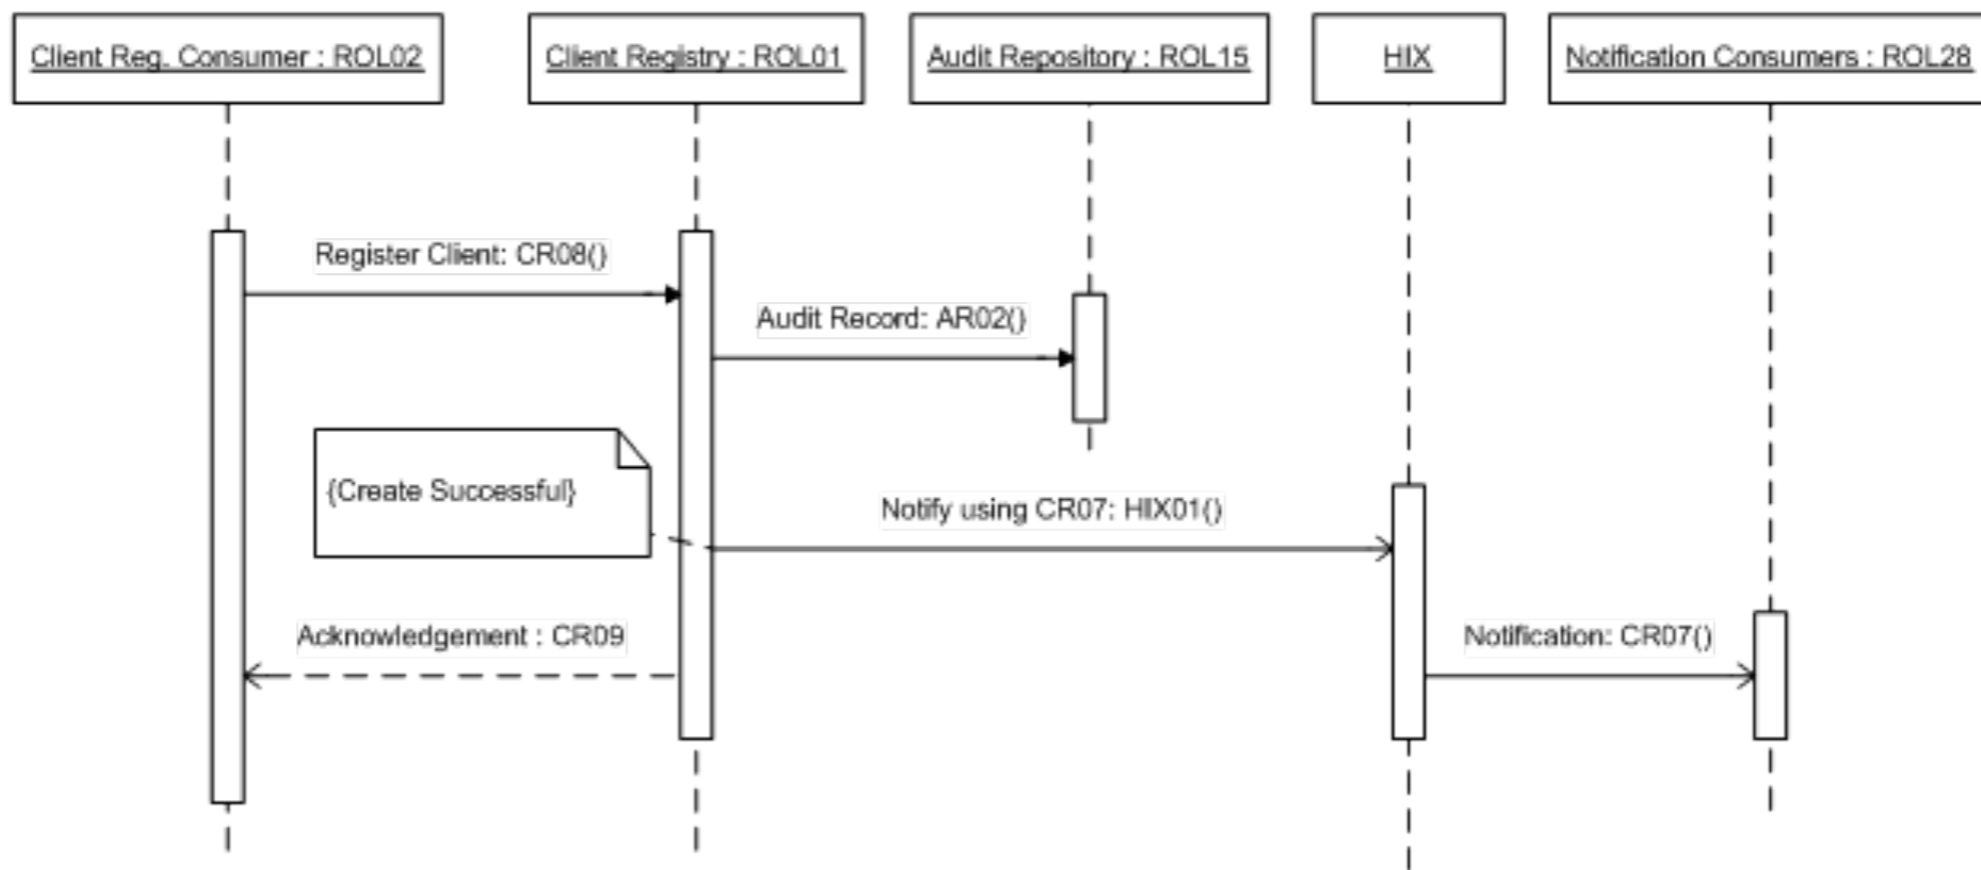 Client Reg. Consumer : ROL02
Client Registry : ROL01
Audit Repository : ROL15
HIX
Notification Consumers : ROL28
Register Client: CR08()
Audit Record: AR02()
{Create Successful}
Notify using CR07: HIX01()
Acknowledgement : CR09
Notification: CR07()